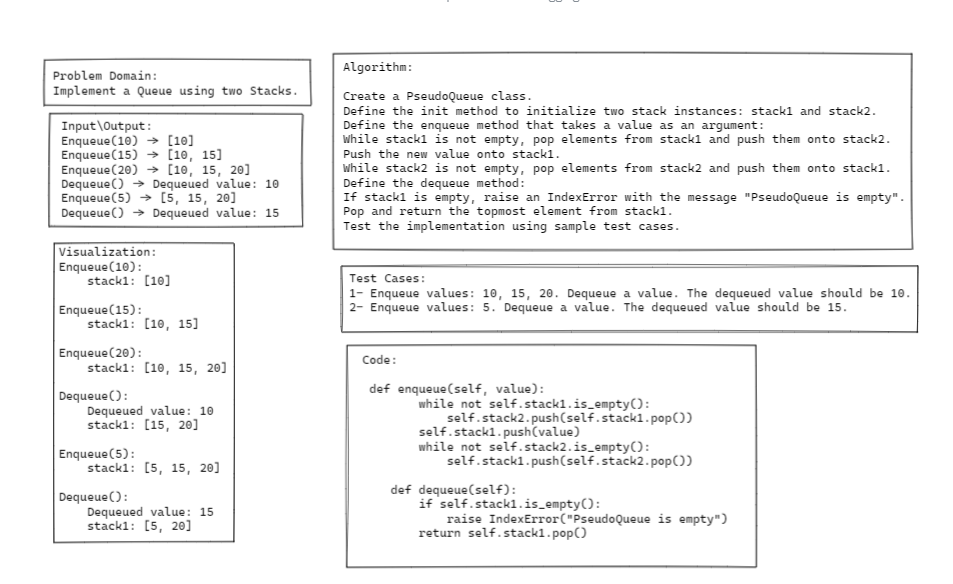 Problem Domain:
Implement a Queue using two Stacks.
Input\Output:
Enqueue(10) → [10]
Enqueue(15) → [10, 15]
Enqueue(20) → [10, 15, 20]
Dequeue() → Dequeued value: 10
Enqueue(5) → [5, 15, 20]
Dequeue() → Dequeued value: 15
Visualization:
Enqueue(10):
stack1: [10]
Enqueue(15):
stack1: [10, 15]
Enqueue(20):
stack1: [10, 15, 20]
Dequeue():
Dequeued value: 10
stack1: [15, 20]
Enqueue(5):
stack1: [5, 15, 20]
Dequeue():
Dequeued value: 15
stack1: [5, 20]
Algorithm:
Create a PseudoQueue class.
Define the init method to initialize two stack instances: stack1 and stack2.
Define the enqueue method that takes a value as an argument:
While stack1 is not empty, pop elements from stack1 and push them onto stack2.
Push the new value onto stack1.
While stack2 is not empty, pop elements from stack2 and push them onto stack1.
Define the dequeue method:
If stack1 is empty, raise an IndexError with the message "PseudoQueue is empty".
Pop and return the topmost element from stack1.
Test the implementation using sample test cases.
Test Cases:
1- Enqueue values: 10, 15, 20. Dequeue a value. The dequeued value should be 10.
2- Enqueue values: 5. Dequeue a value. The dequeued value should be 15.
Code:
def enqueue(self, value):
while not self.stack1.is_empty():
self.stack2.push(self.stack1.pop())
self.stack1.push(value)
while not self.stack2.is_empty():
self.stack1.push(self.stack2.pop())
def dequeue(self):
if self.stack1.is_empty():
raise IndexError("PseudoQueue is empty")
return self.stack1.pop()